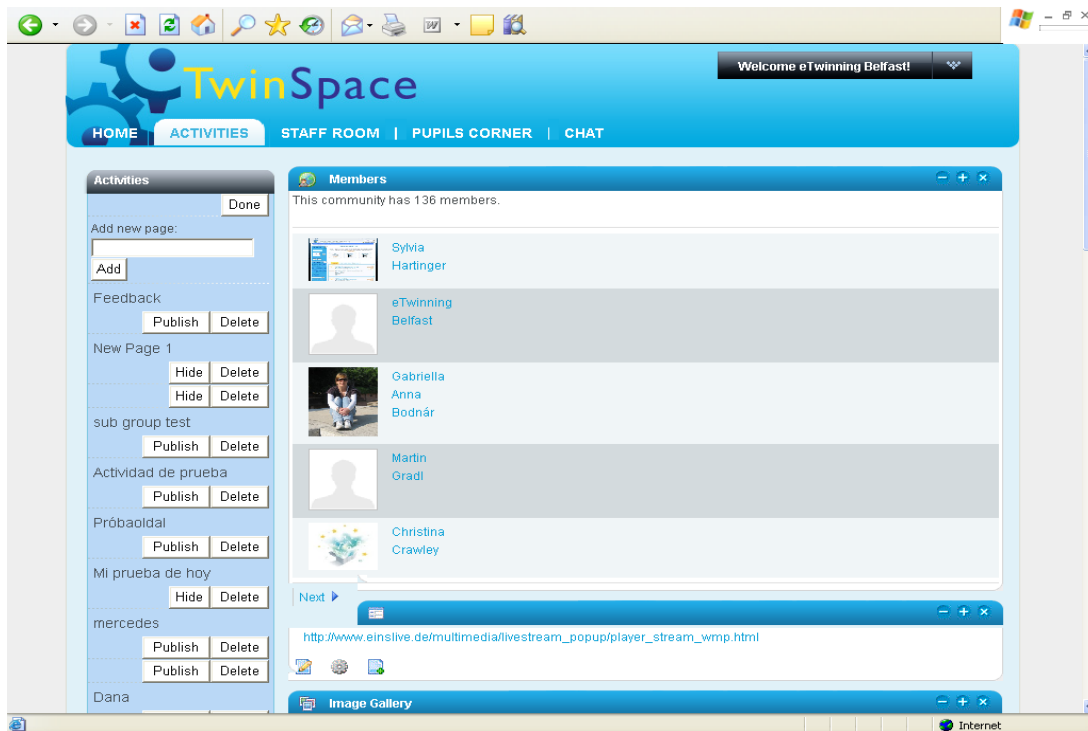 TwinSpace
Welcome eTwinning Belfast!
HOME ACTIVITIES STAFF ROOM | PUPILS CORNER | CHAT
Activities
Done
Add new page:
Add
Feedback
Publish Delete
New Page 1
Hide Delete
Hide Delete
sub group test
Publish Delete
Actividad de prueba
Publish Delete
Próbaoldal
Publish Delete
Mi prueba de hoy
Hide Delete
mercedes
Publish Delete
Publish Delete
Dana
Members
This community has 136 members.
Sylvia
Hartinger
eTwinning
Belfast
Gabriella
Anna
Bodnár
Martin
Gradl
Christina
Crawley
Next
http://www.einslive.de/multimedia/livestream_popup/player_stream_wmp.html
Image Gallery
Internet